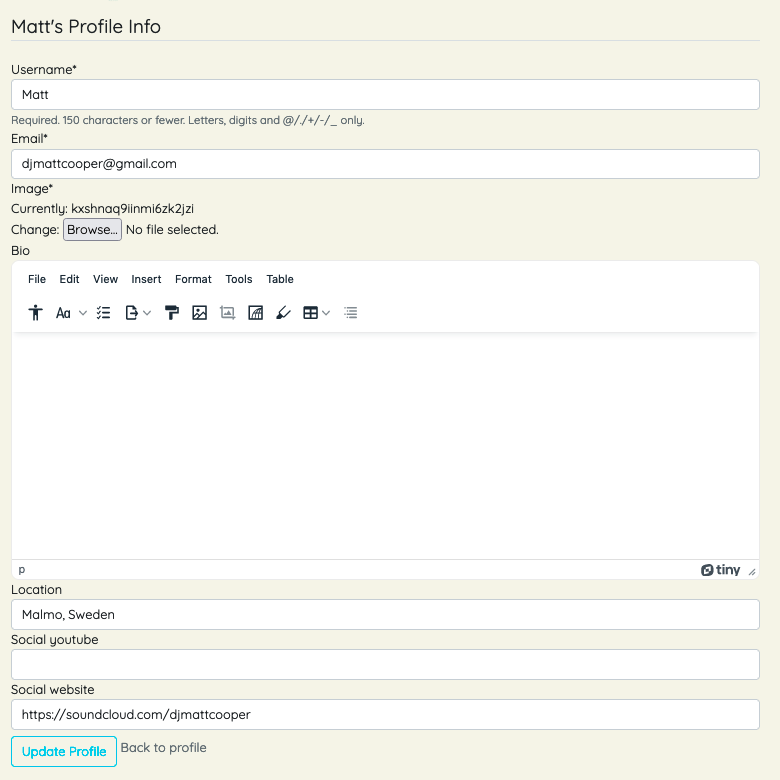 Matt's Profile Info
Username*
Matt
Required. 150 characters or fewer. Letters, digits and @/./+/-/_ only.
Email*
djmattcooper@gmail.com
Image*
Currently: kxshnaq9iinmi6zk2jzi
Change: Browse... No file selected.
Bio
File Edit View Insert Format Tools Table
Aa
p tiny
Location
Malmo, Sweden
Social youtube
Social website
https://soundcloud.com/djmattcooper
Update Profile Back to profile